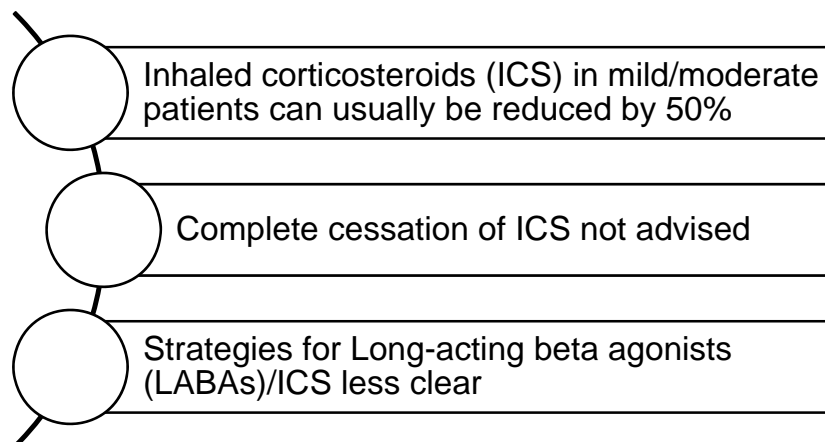 Inhaled corticosteroids (ICS) in mild/moderate
patients can usually be reduced by 50%
Complete cessation of ICS not advised
Strategies for Long-acting beta agonists
(LABAs)/ICS less clear